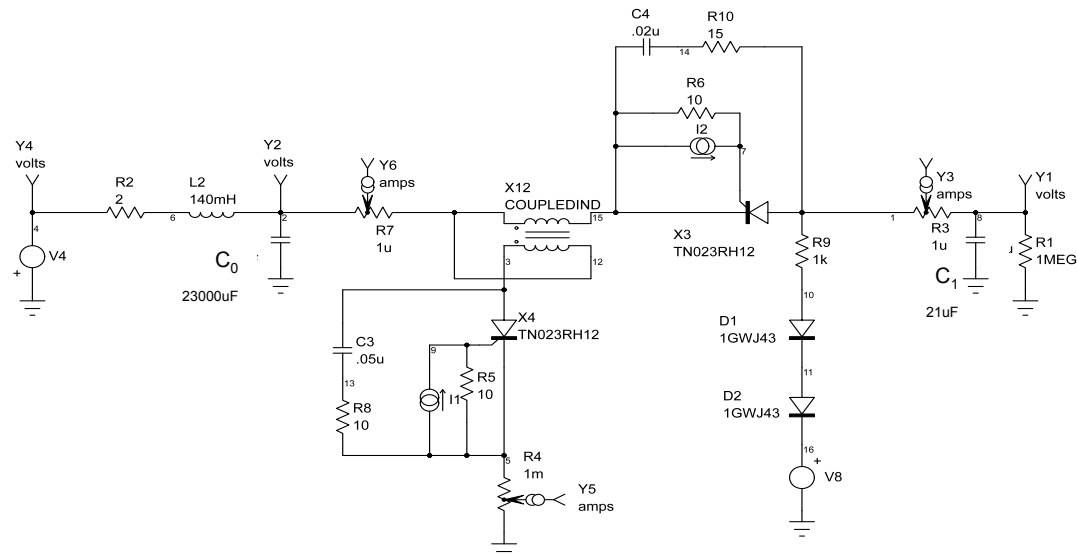 C4
.02u
R10
15
14
R6
10
I2
7
Y4
volts
R2
2
L2
140mH
6
4
V4
+
Y2
volts
2
C0
23000uF
Y6
amps
R7
1u
X12
COUPLEDIND
15
3
12
X3
TN023RH12
Y3
amps
1
R3
1u
Y1
volts
8
R1
1MEG
C1
21uF
R9
1k
10
D1
1GWJ43
11
D2
1GWJ43
16
+
V8
X4
TN023RH12
C3
.05u
13
R8
10
9
I1
R5
10
5
R4
1m
Y5
amps